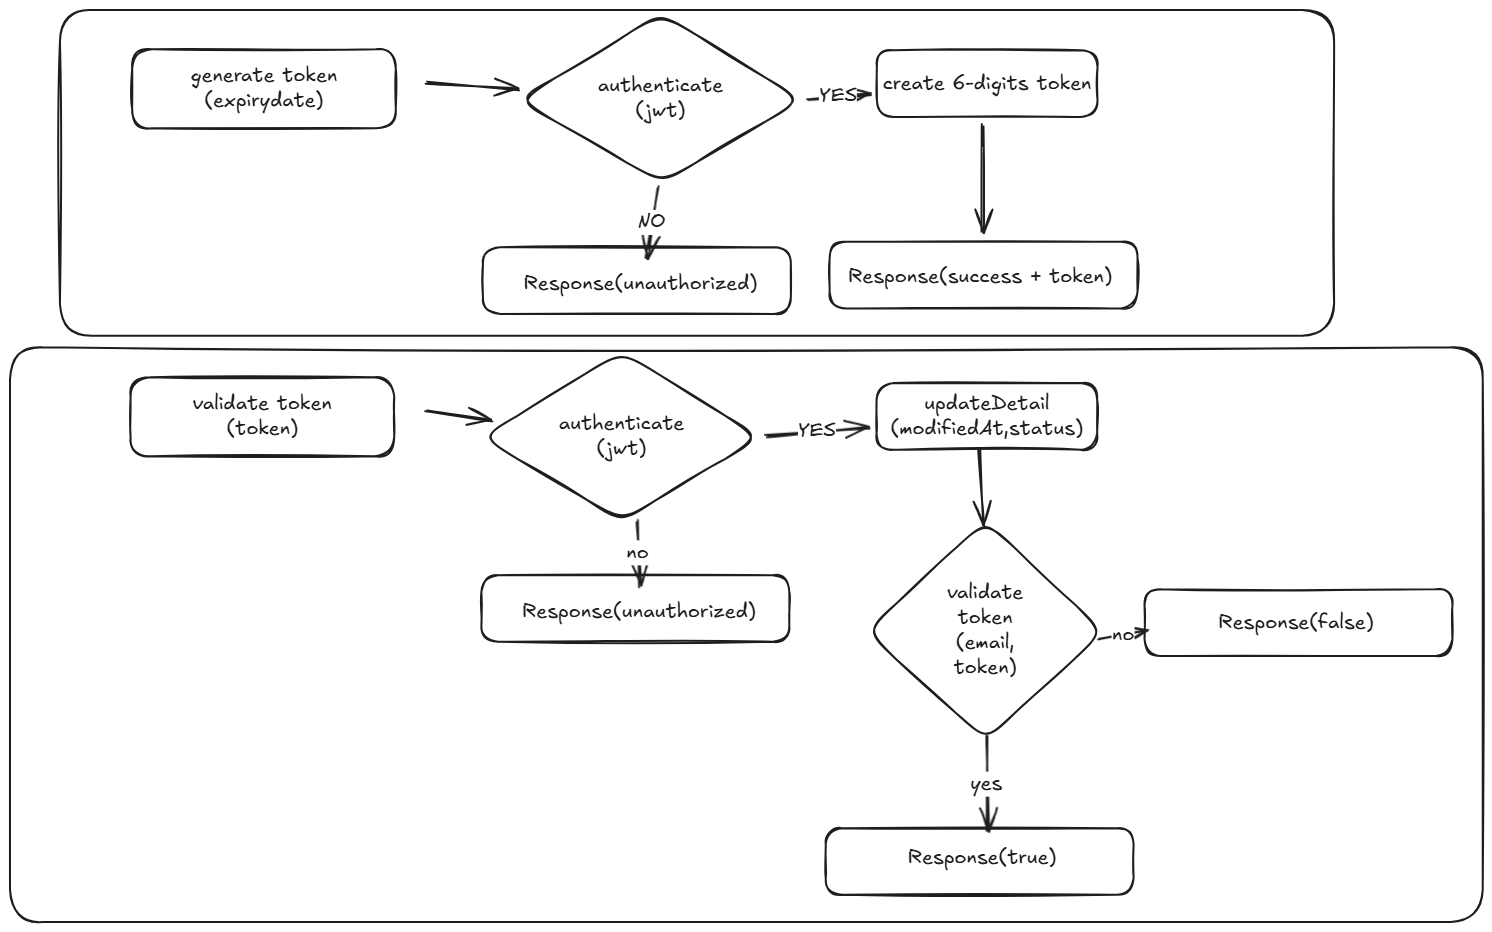 generate token
(expirydate)
authenticate
(jwt)
YES
create 6-digits token
NO
Response(unauthorized)
Response(success + token)
validate token
(token)
authenticate
(jwt)
YES
updateDetail
(modifiedAt,status)
no
Response(unauthorized)
validate
token
(email,
token)
no
Response(false)
yes
Response(true)